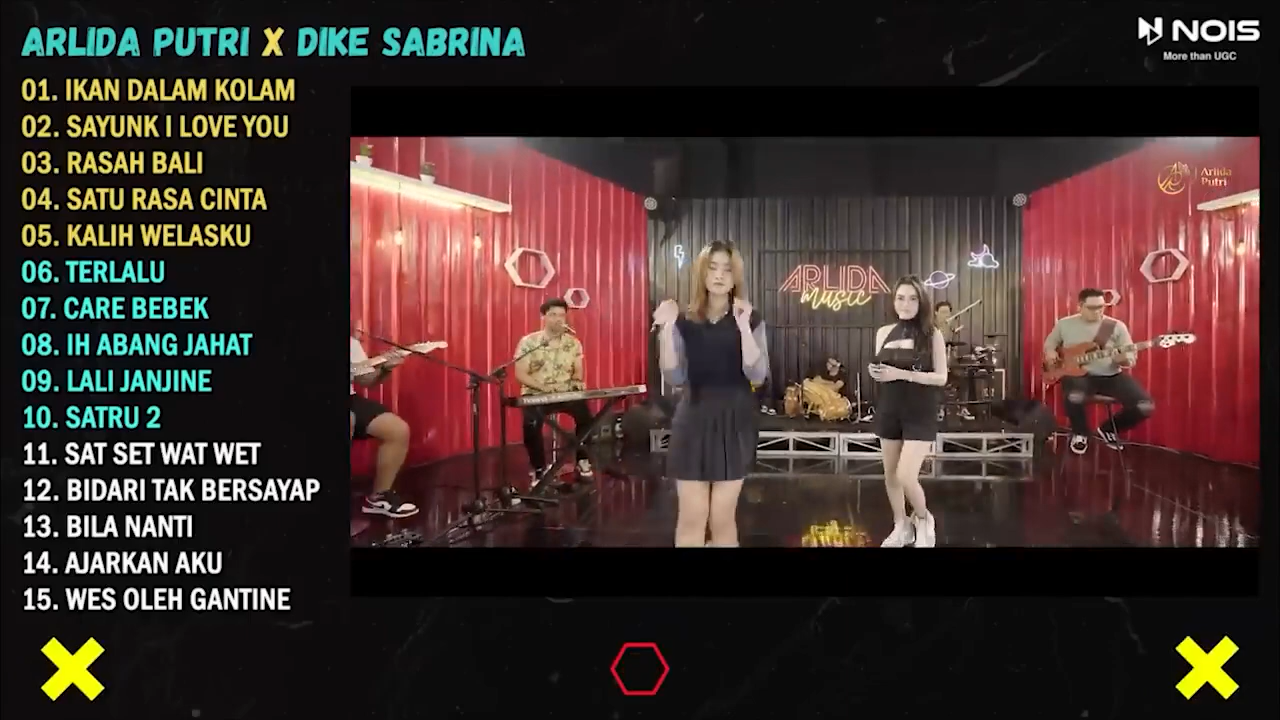 ARLIDA PUTRI X DIKE SABRINA
01. IKAN DALAM KOLAM
02. SAYUNK I LOVE YOU
03. RASAH BALI
04. SATU RASA CINTA
05. KALIH WELASKU
06. TERLALU
07. CARE BEBEK
08. IH ABANG JAHAT
09. LALI JANJINE
10. SATRU 2
11. SAT SET WAT WET
12. BIDARI TAK BERSAYAP
13. BILA NANTI
14. AJARKAN AKU
15. WES OLEH GANTINE
NOIS
More than UGC
Arlida
Putri
ARLIDA
music